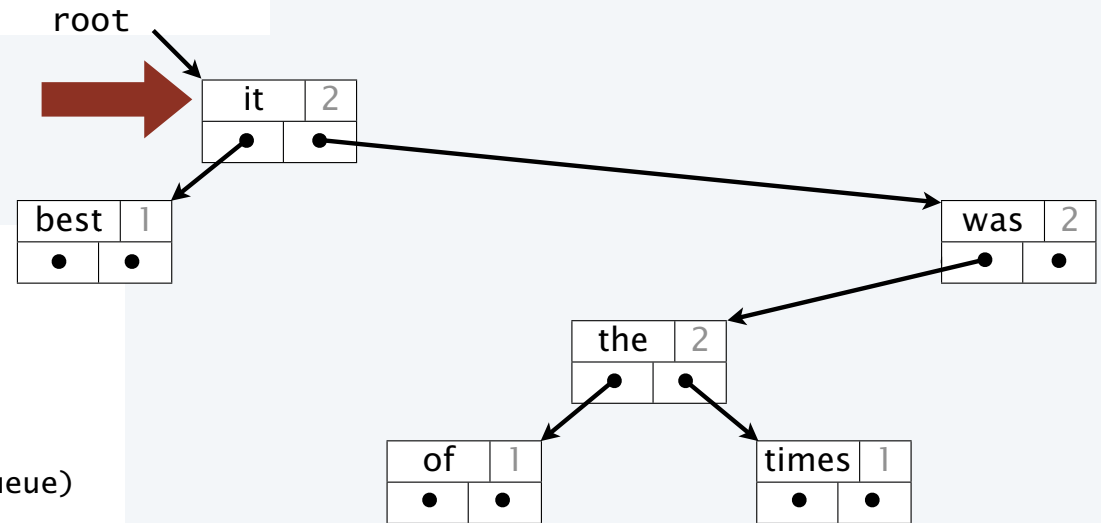 root
it 2
best 1
was 2
the 2
of 1
times 1
ueue)